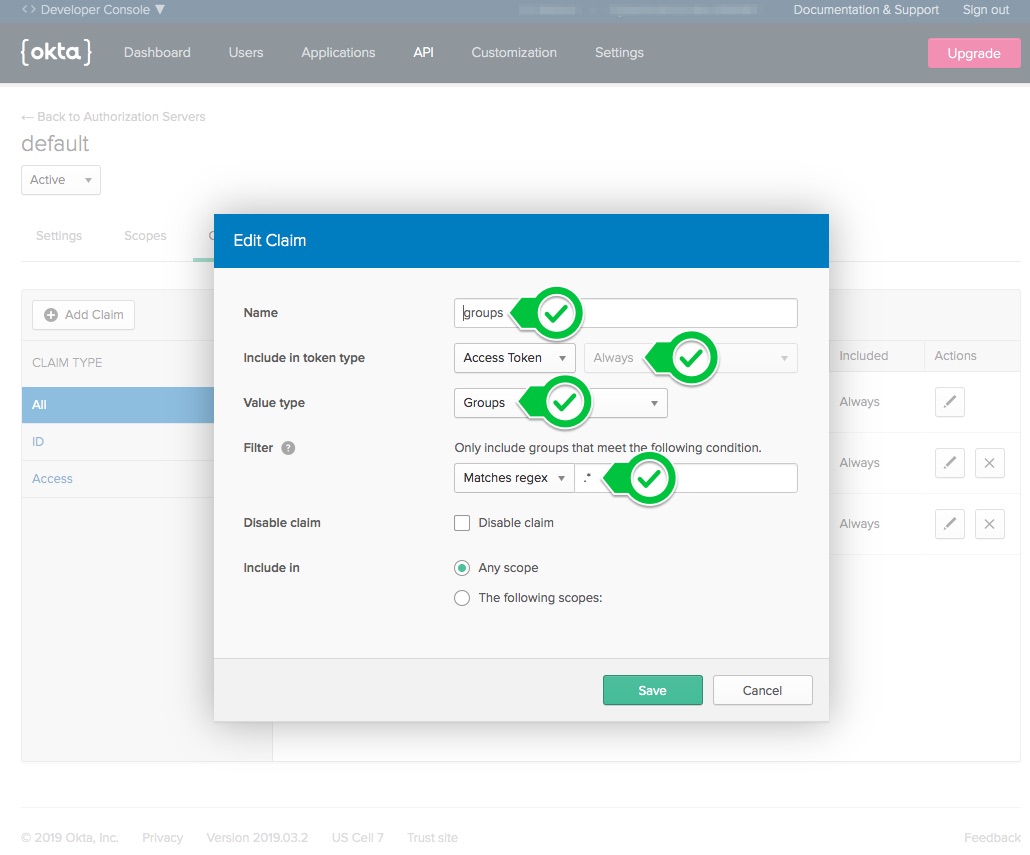 <> Developer Console ▼ Documentation & Support Sign out
{okta} Dashboard Users Applications API Customization Settings Upgrade
← Back to Authorization Servers
default
Active
Settings Scopes
Edit Claim
Add Claim
Name groups
Include in token type Access Token Always
Included Actions
CLAIM TYPE
All
Value type Groups
Always
ID
Filter ? Only include groups that meet the following condition.
Always
Access
Matches regex .*
Disable claim Disable claim
Always
Include in Any scope
The following scopes:
Save Cancel
© 2019 Okta, Inc. Privacy Version 2019.03.2 US Cell 7 Trust site Feedback